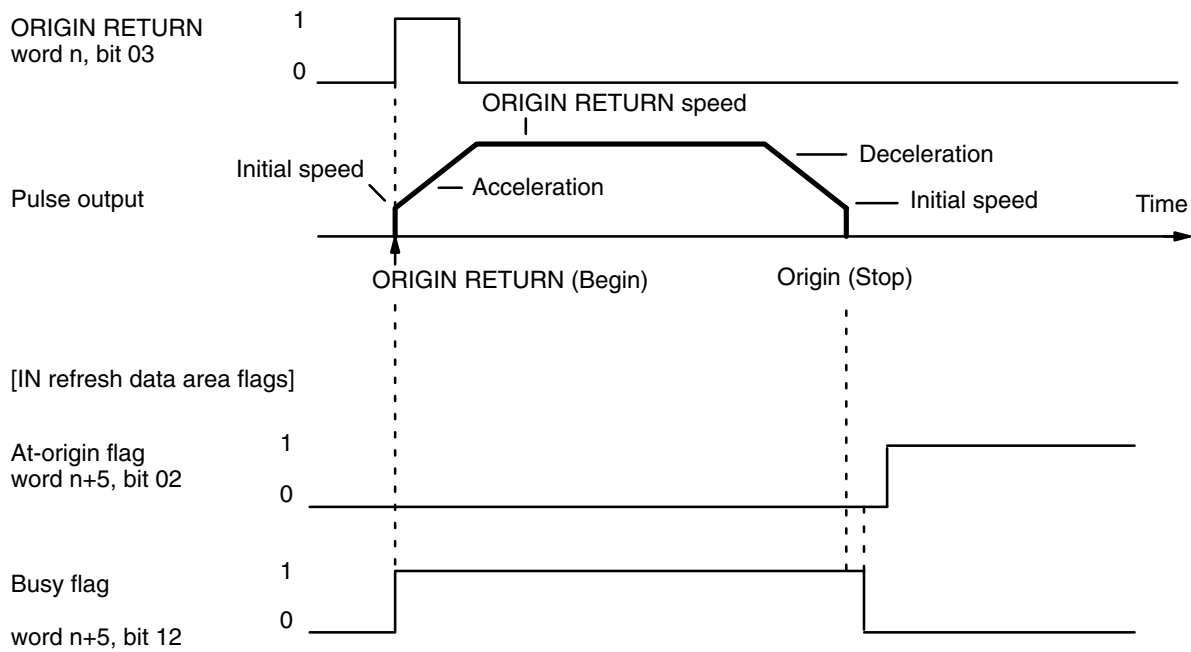 ORIGIN RETURN
word n, bit 03
1
0
ORIGIN RETURN speed
Initial speed
Acceleration
Deceleration
Initial speed
Pulse output
Time
ORIGIN RETURN (Begin)
Origin (Stop)
[IN refresh data area flags]
At-origin flag
word n+5, bit 02
1
0
Busy flag
word n+5, bit 12
1
0